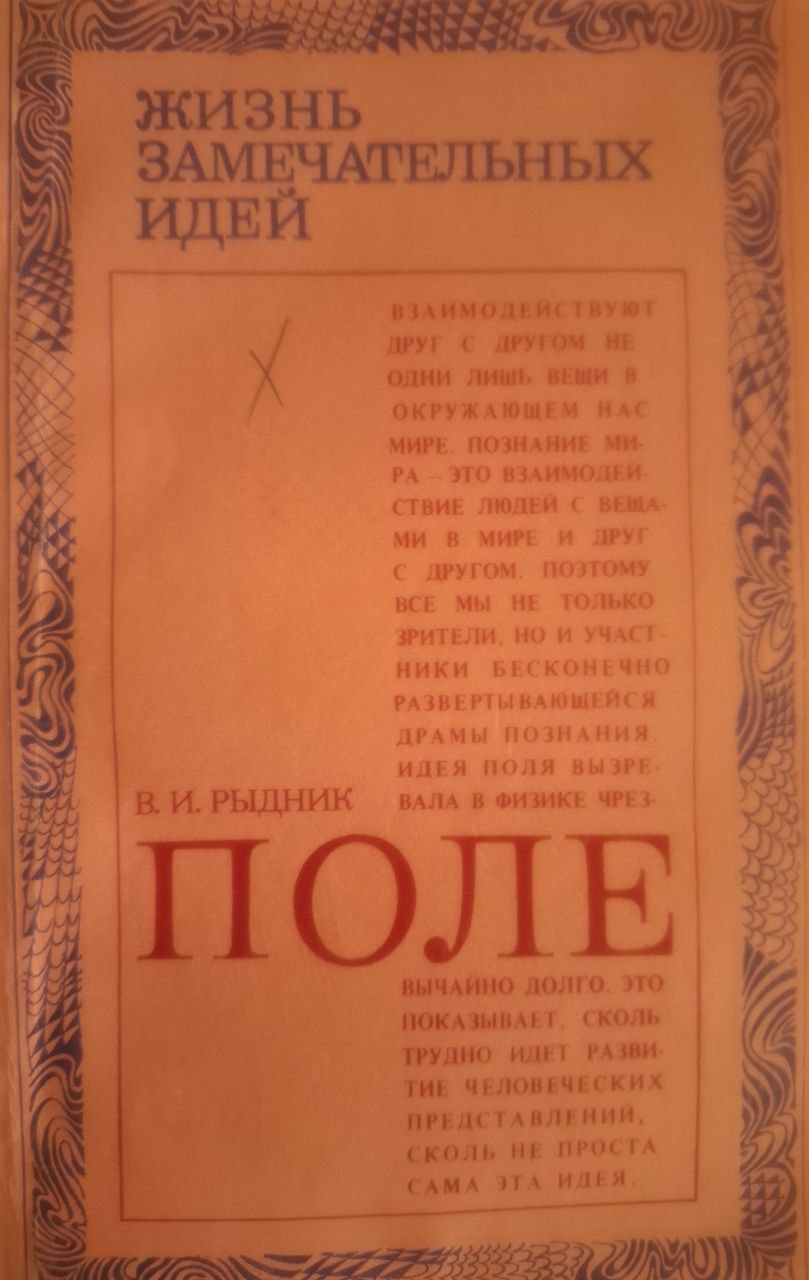 ЖИЗНЬ
ЗАМЕЧАТЕЛЬНЫХ
ИДЕЙ
ВЗАИМОДЕЙСТВУЮТ
ДРУГ С ДРУГОМ НЕ
ОДНИ ЛИШЬ ВЕЩИ В
ОКРУЖАЮЩЕМ НАС
МИРЕ. ПОЗНАНИЕ МИ-
РА — ЭТО ВЗАИМОДЕЙ-
СТВИЕ ЛЮДЕЙ С ВЕЩА-
МИ В МИРЕ И ДРУГ
С ДРУГОМ. ПОЭТОМУ
ВСЕ МЫ НЕ ТОЛЬКО
ЗРИТЕЛИ, НО И УЧАСТ-
НИКИ БЕСКОНЕЧНО
РАЗВЕРТЫВАЮЩЕЙСЯ
ДРАМЫ ПОЗНАНИЯ.
ИДЕЯ ПОЛЯ ВЫЗРЕ-
ВАЛА В ФИЗИКЕ ЧРЕЗ-
В. И. РЫДНИК
ПОЛЕ
ВЫЧАЙНО ДОЛГО. ЭТО
ПОКАЗЫВАЕТ, СКОЛЬ
ТРУДНО ИДЕТ РАЗВИ-
ТИЕ ЧЕЛОВЕЧЕСКИХ
ПРЕДСТАВЛЕНИЙ,
СКОЛЬ НЕ ПРОСТА
САМА ЭТА ИДЕЯ.